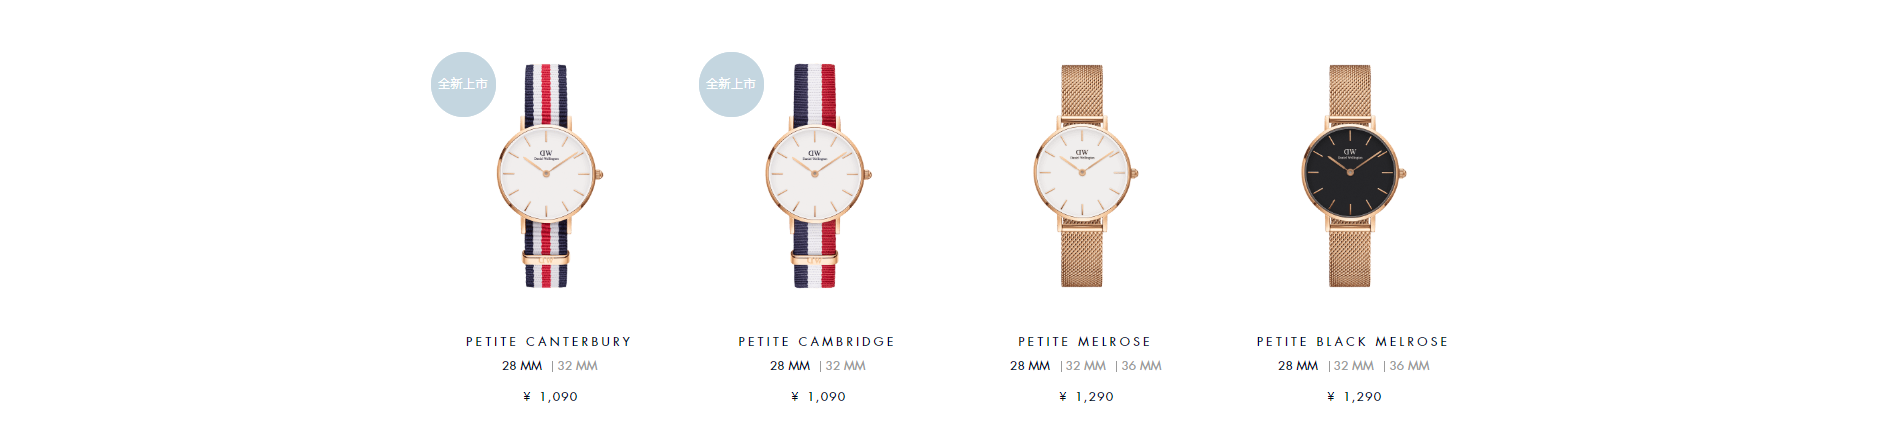 全新上市
全新上市
DW
Daniel Wellington
DW
Daniel Wellington
DW
Daniel Wellington
DW
Daniel Wellington
PETITE CANTERBURY
28 MM | 32 MM
¥ 1,090
PETITE CAMBRIDGE
28 MM | 32 MM
¥ 1,090
PETITE MELROSE
28 MM | 32 MM | 36 MM
¥ 1,290
PETITE BLACK MELROSE
28 MM | 32 MM | 36 MM
¥ 1,290